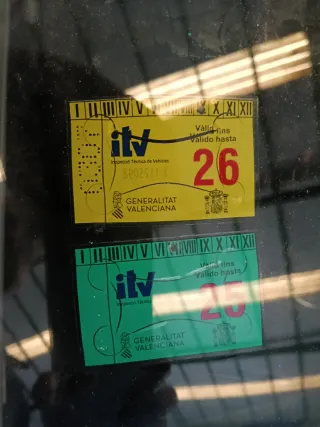 I II III IV V VI VII VIII IX X XI XII
itv
Inspecció Técnica de Vehicles
Vàlid fins
Válido hasta
26
GENERALITAT
VALENCIANA
I II III IV V VI VII VIII IX X XI XII
itv
Vàlid fins
Válido hasta
25
GENERALITAT
VALENCIANA